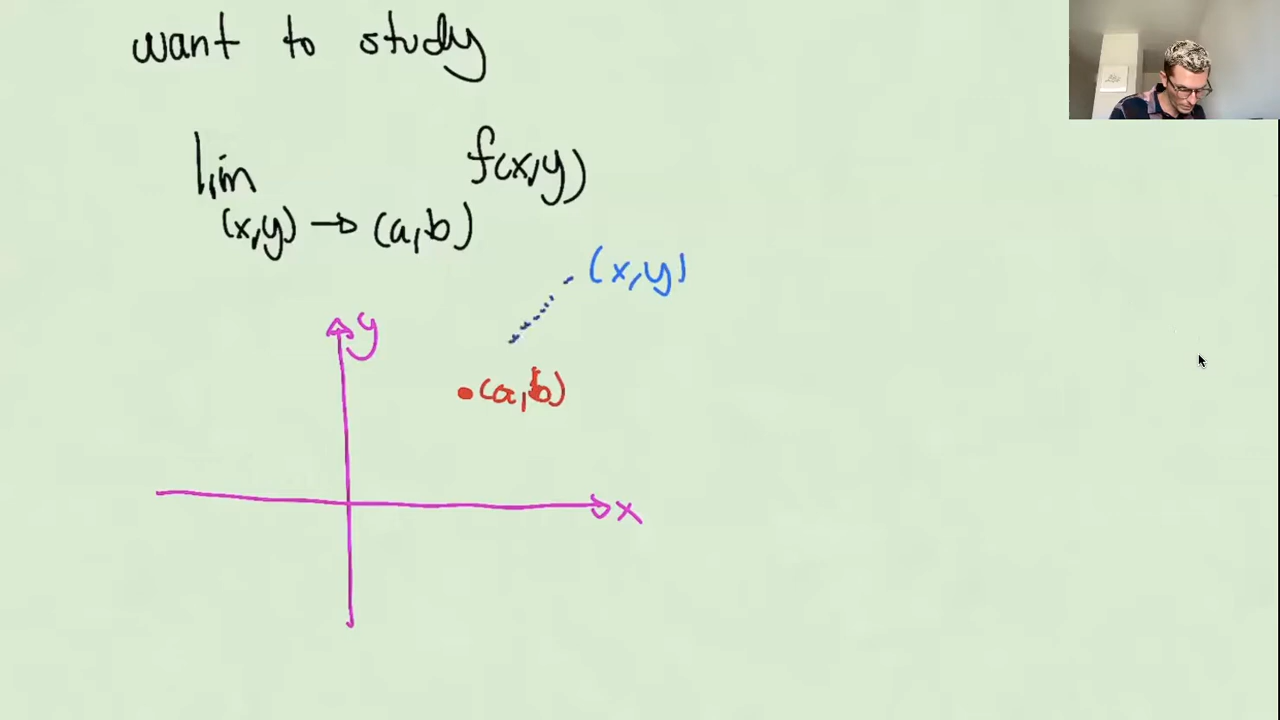 want to study
lim f(x,y)
(x,y) → (a,b)
(x,y)
y
(a,b)
x